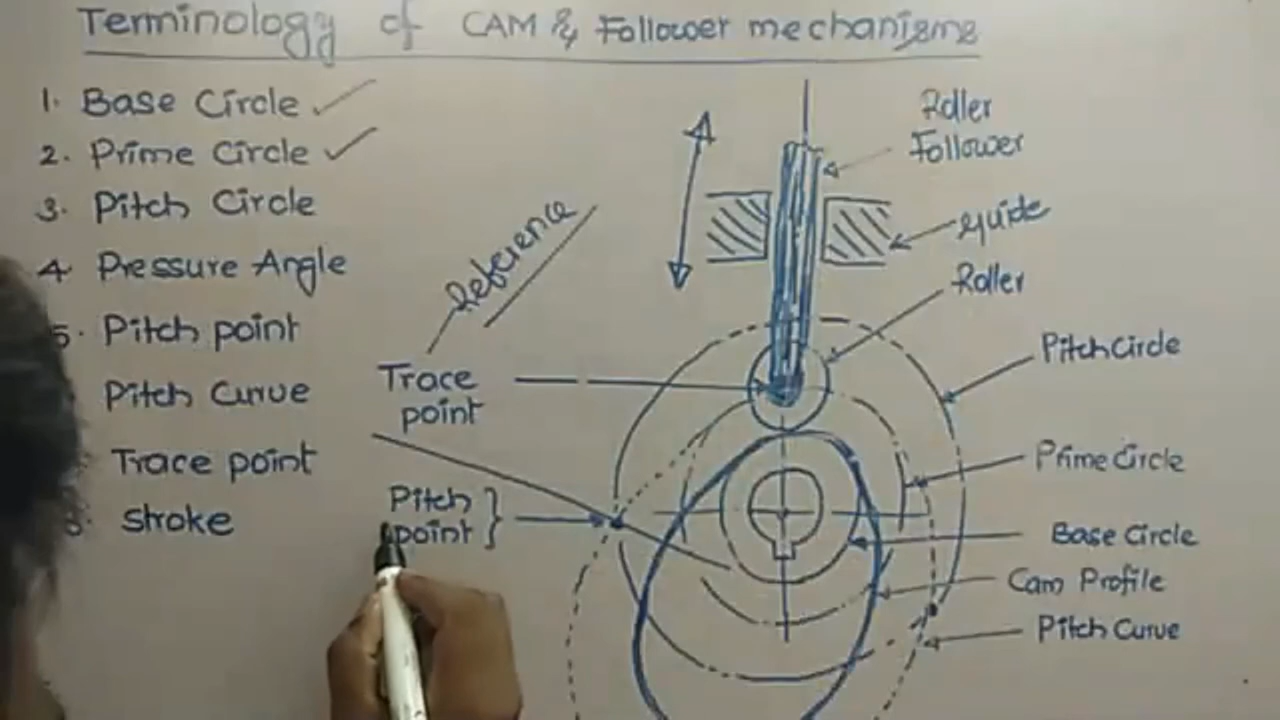 Terminology of CAM & Follower mechanisms
1. Base Circle
2. Prime Circle
3. Pitch Circle
4 Pressure Angle
5. Pitch point
Pitch Curve
Trace point
Stroke
Reference
Trace
point
Pitch
point
Roller
Follower
guide
Roller
Pitch Circle
Prime Circle
Base Circle
Cam Profile
Pitch Curve